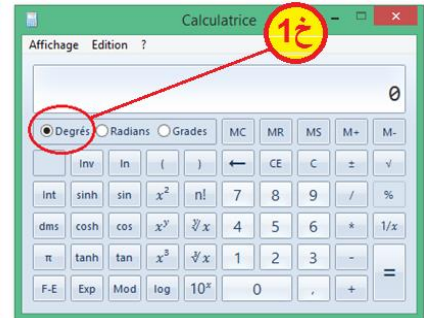 Calculatrice
خ1
Affichage Edition ?
0
Degrés Radians Grades MC MR MS M+ M-
Inv ln ( ) ← CE C ± √
Int sinh sin x² n! 7 8 9 / %
dms cosh cos xʸ ʸ√x 4 5 6 * 1/x
π tanh tan x³ ³√x 1 2 3 - =
F-E Exp Mod log 10ˣ 0 , +